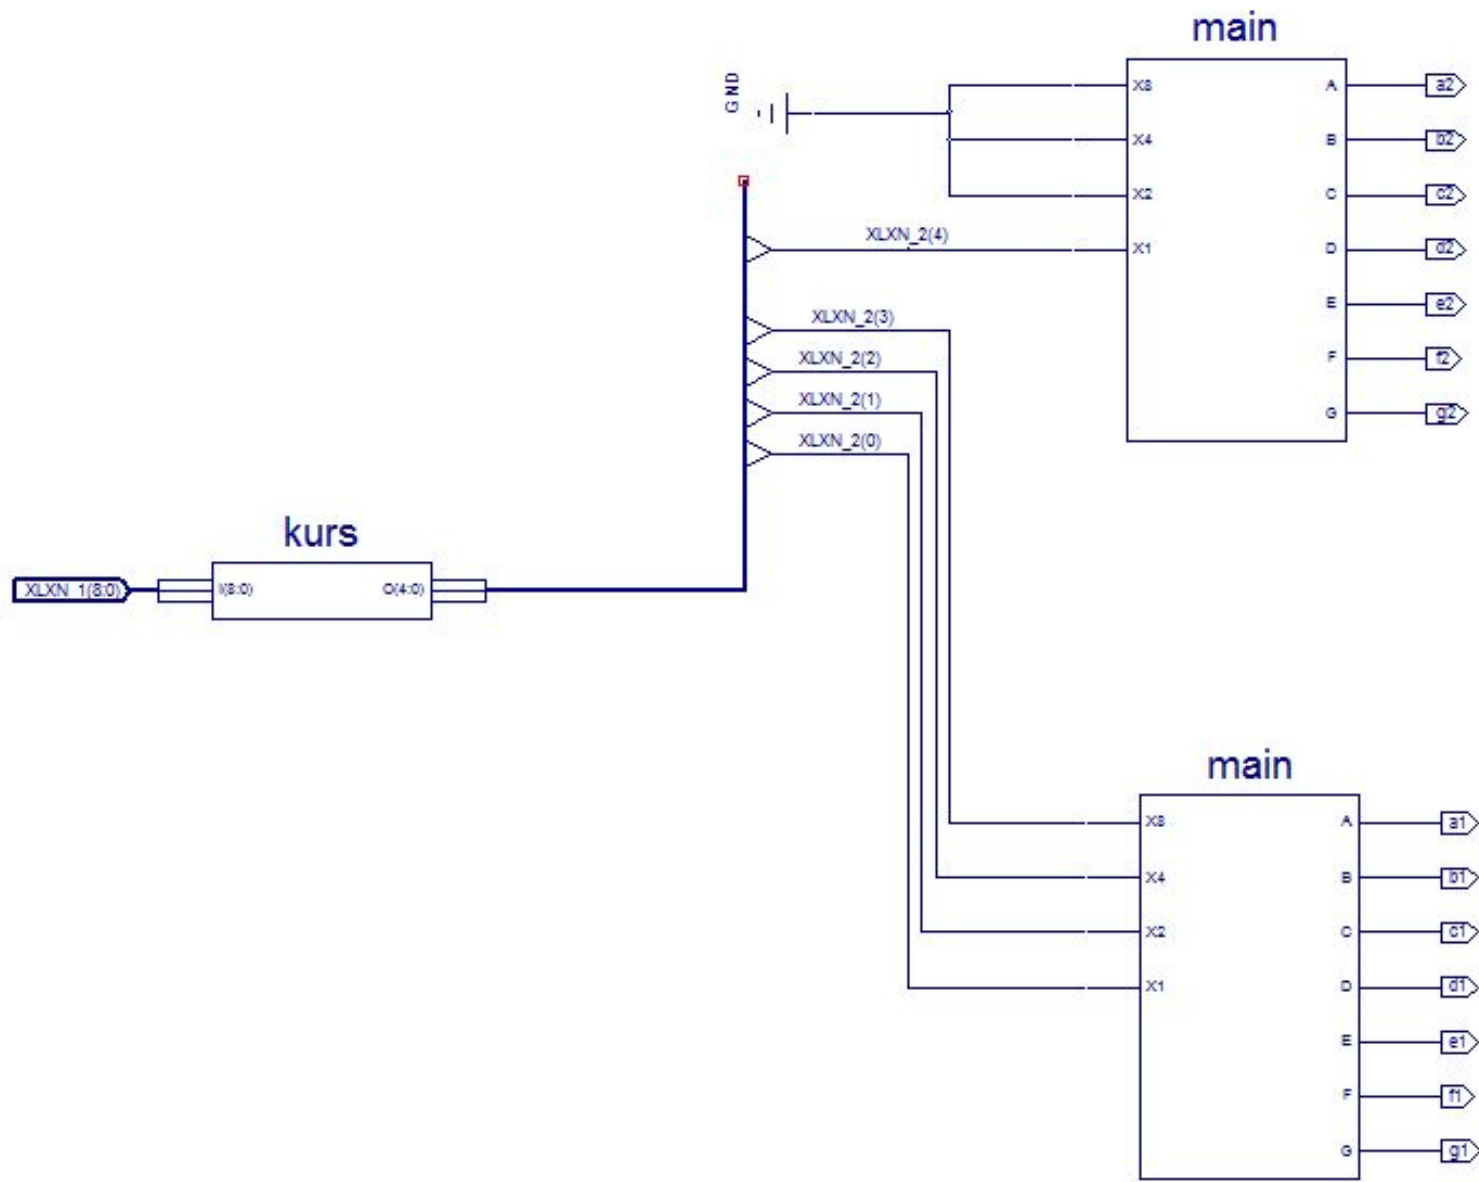 main
GND
X8 A a2
X4 B b2
X2 C c2
XLXN_2(4) X1 D d2
E e2
XLXN_2(3)
XLXN_2(2) F f2
XLXN_2(1) G g2
XLXN_2(0)
kurs
XLXN_1(8:0) I(8:0) O(4:0)
main
X8 A a1
X4 B b1
X2 C c1
X1 D d1
E e1
F f1
G g1